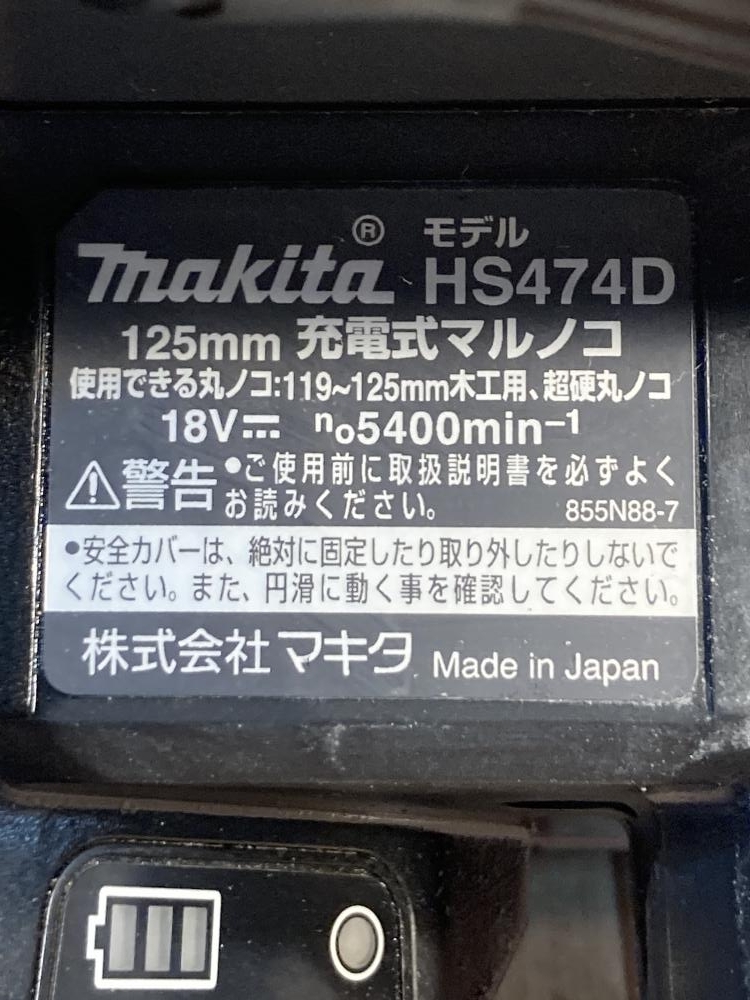 makita® モデル HS474D
125mm 充電式マルノコ
使用できる丸ノコ:119~125mm木工用、超硬丸ノコ
18V⎓ n₀5400min⁻¹
⚠警告 •ご使用前に取扱説明書を必ずよく
お読みください。 855N88-7
•安全カバーは、絶対に固定したり取り外したりしないで
ください。また、円滑に動く事を確認してください。
株式会社マキタ Made in Japan